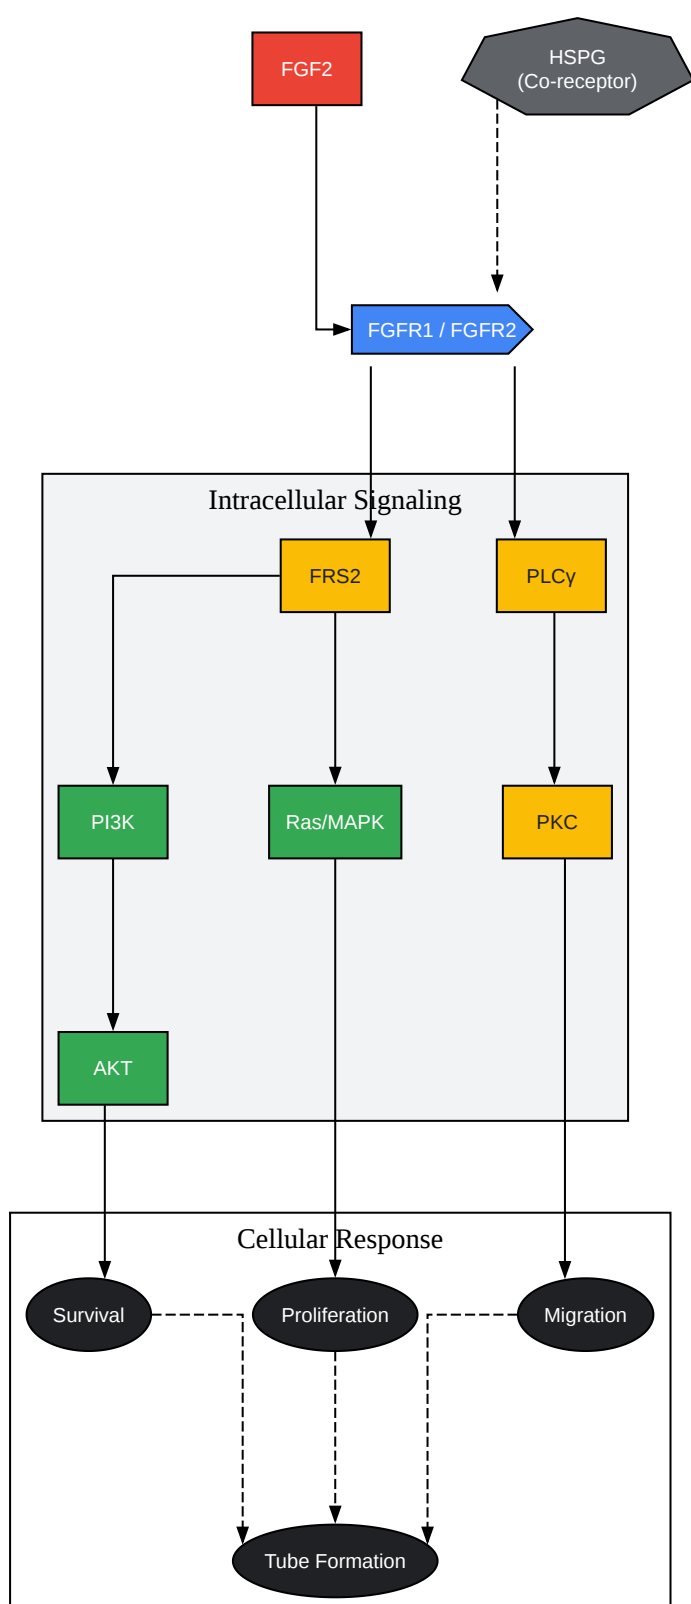 FGF2
HSPG
(Co-receptor)
FGFR1 / FGFR2
Intracellular Signaling
FRS2
PLCγ
PI3K
Ras/MAPK
PKC
AKT
Cellular Response
Survival
Proliferation
Migration
Tube Formation